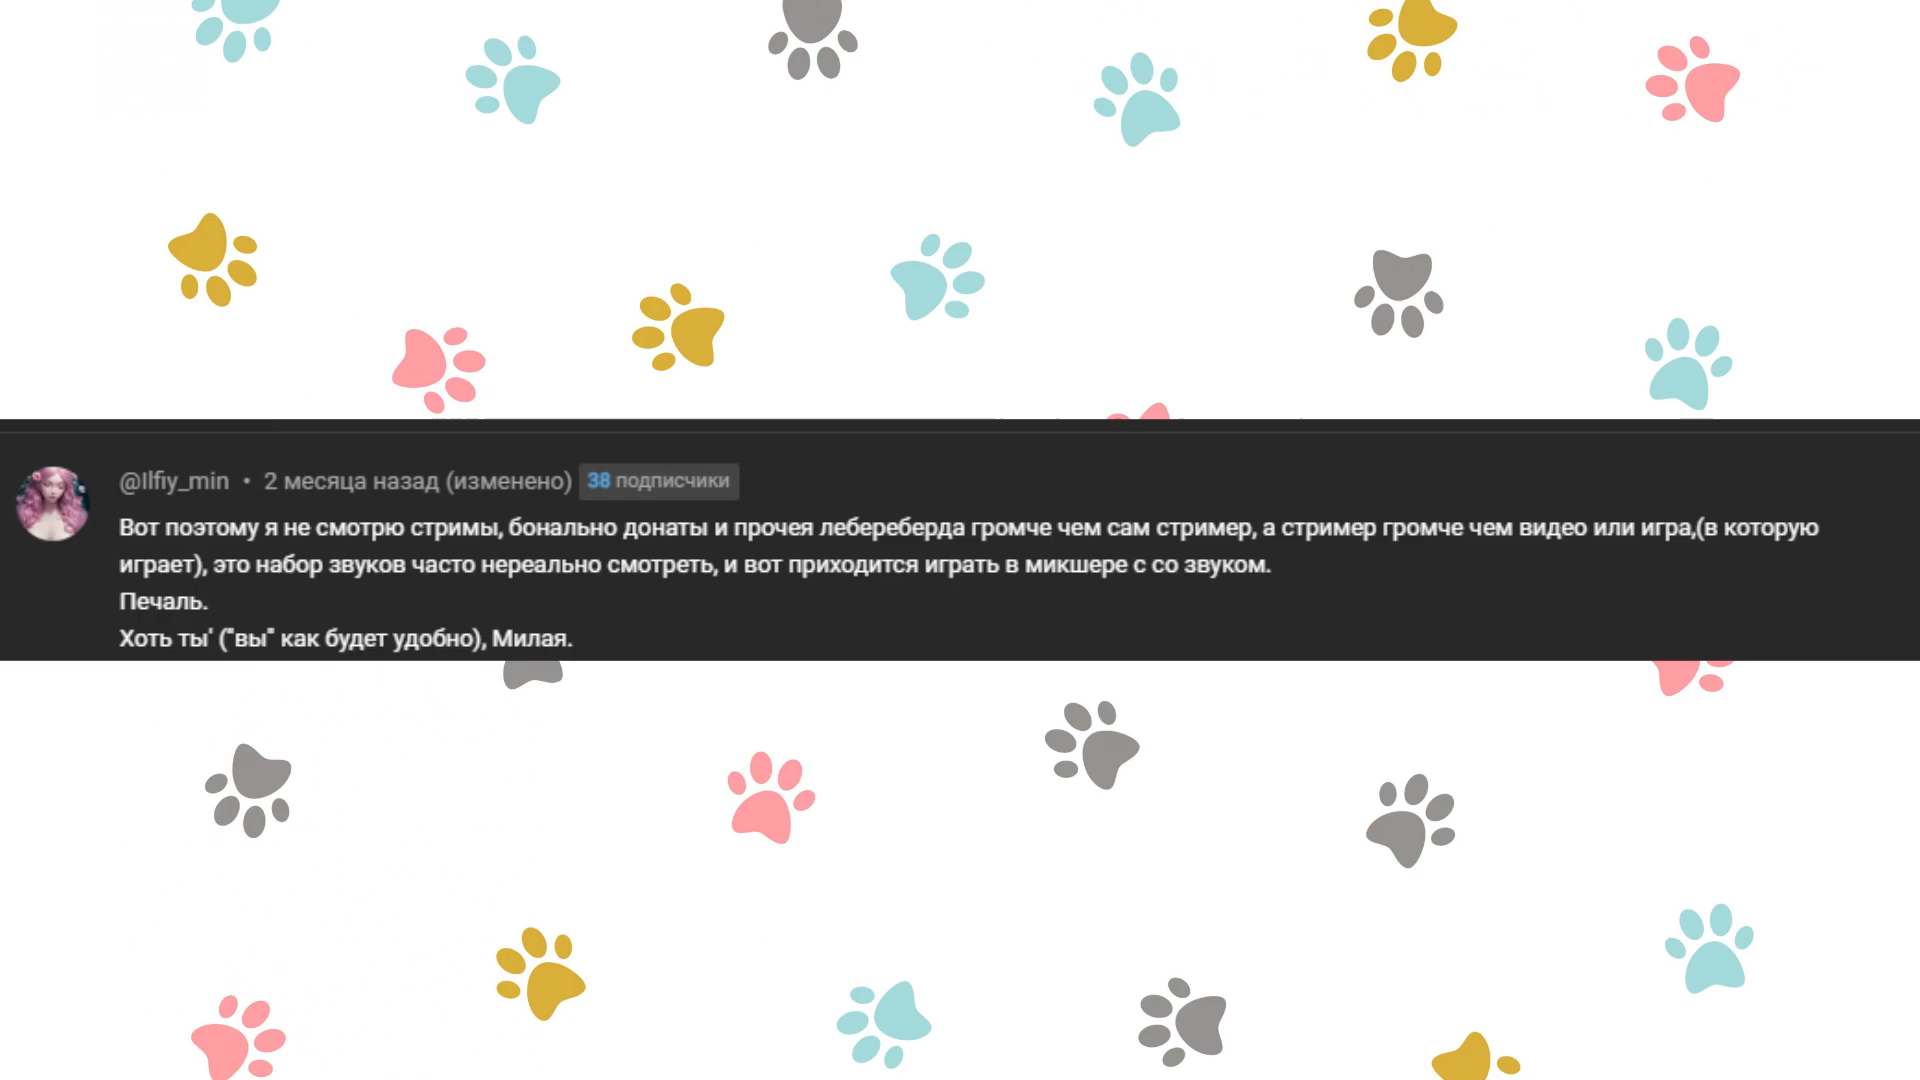 @Ilfiy_min • 2 месяца назад (изменено) 38 подписчики
Вот поэтому я не смотрю стримы, бонально донаты и прочея лебереберда громче чем сам стример, а стример громче чем видео или игра,(в которую
играет), это набор звуков часто нереально смотреть, и вот приходится играть в микшере с со звуком.
Печаль.
Хоть ты' ("вы" как будет удобно), Милая.